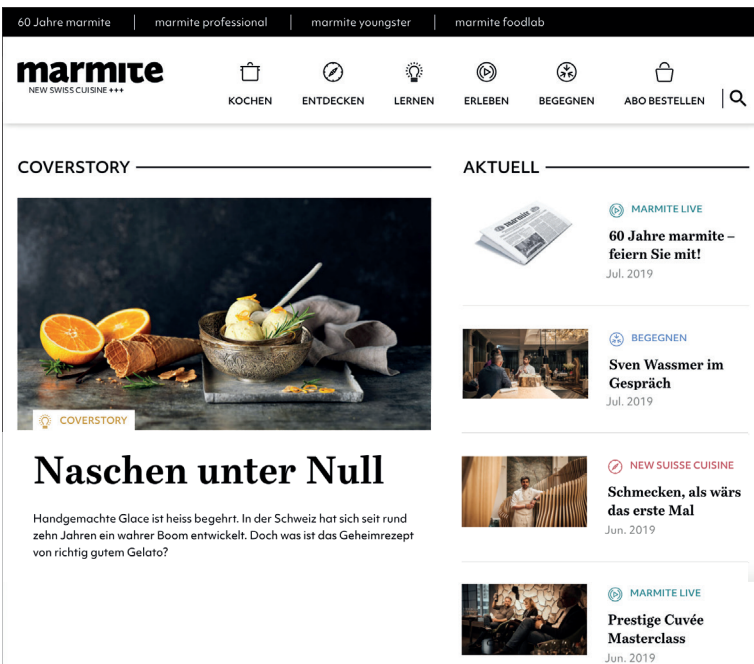 60 Jahre marmite
marmite professional
marmite youngster
marmite foodlab
marmite
NEW SWISS CUISINE +++
KOCHEN
ENTDECKEN
LERNEN
ERLEBEN
BEGEGNEN
ABO BESTELLEN
COVERSTORY
COVERSTORY
Naschen unter Null
Handgemachte Glace ist heiss begehrt. In der Schweiz hat sich seit rund
zehn Jahren ein wahrer Boom entwickelt. Doch was ist das Geheimrezept
von richtig gutem Gelato?
AKTUELL
marmite
MARMITE LIVE
60 Jahre marmite –
feiern Sie mit!
Jul. 2019
BEGEGNEN
Sven Wassmer im
Gespräch
Jul. 2019
NEW SUISSE CUISINE
Schmecken, als wärs
das erste Mal
Jun. 2019
MARMITE LIVE
Prestige Cuvée
Masterclass
Jun. 2019